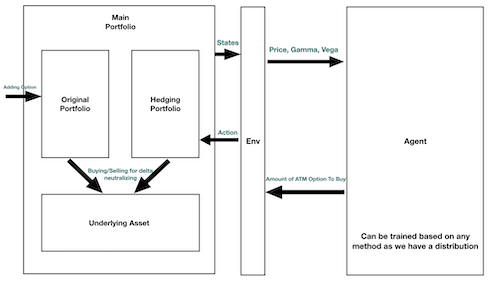 Main
Portfolio
States
Price, Gamma, Vega
Adding Option
Original
Portfolio
Hedging
Portfolio
Action
Env
Agent
Buying/Selling for delta
neutralizing
Amount of ATM Option To Buy
Underlying Asset
Can be trained based on any
method as we have a distribution